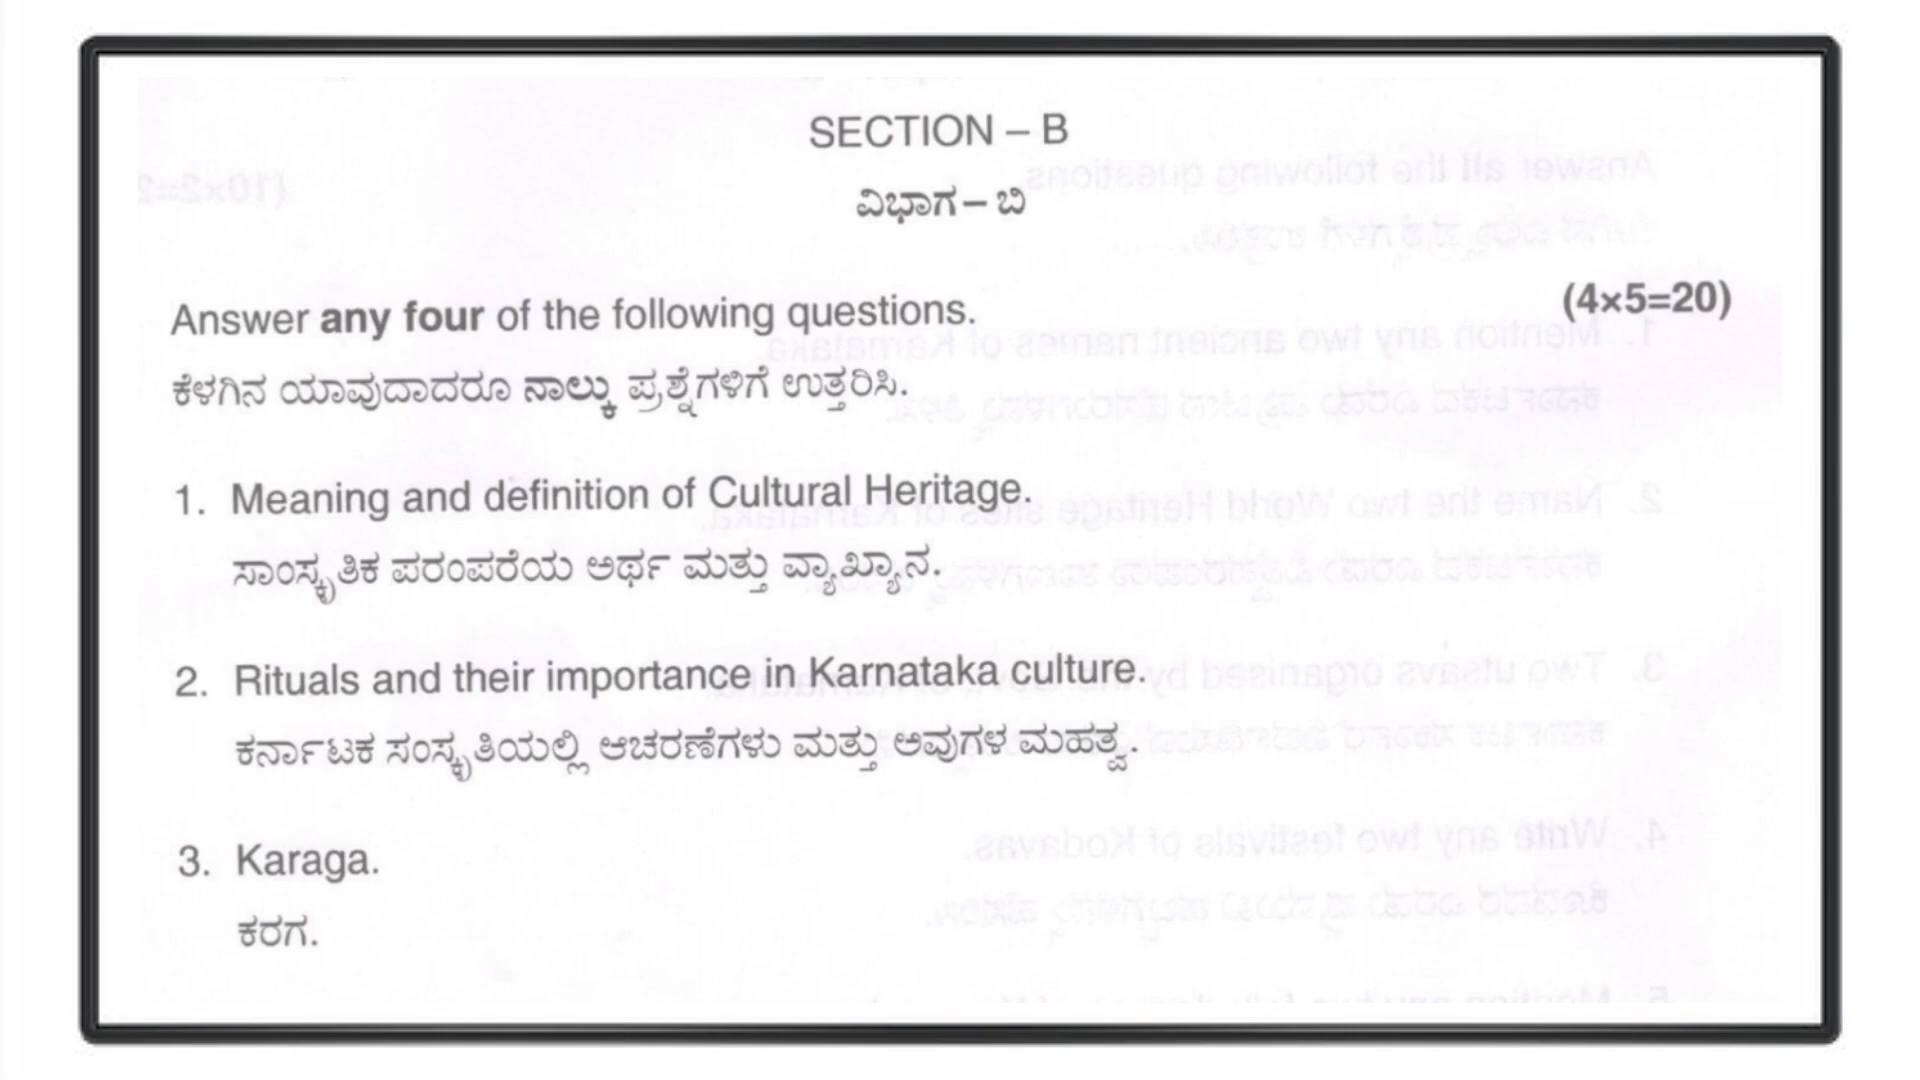 SECTION – B
ವಿಭಾಗ – ಬಿ
Answer any four of the following questions. (4×5=20)
ಕೆಳಗಿನ ಯಾವುದಾದರೂ ನಾಲ್ಕು ಪ್ರಶ್ನೆಗಳಿಗೆ ಉತ್ತರಿಸಿ.
1. Meaning and definition of Cultural Heritage.
ಸಾಂಸ್ಕೃತಿಕ ಪರಂಪರೆಯ ಅರ್ಥ ಮತ್ತು ವ್ಯಾಖ್ಯಾನ.
2. Rituals and their importance in Karnataka culture.
ಕರ್ನಾಟಕ ಸಂಸ್ಕೃತಿಯಲ್ಲಿ ಆಚರಣೆಗಳು ಮತ್ತು ಅವುಗಳ ಮಹತ್ವ.
3. Karaga.
ಕರಗ.